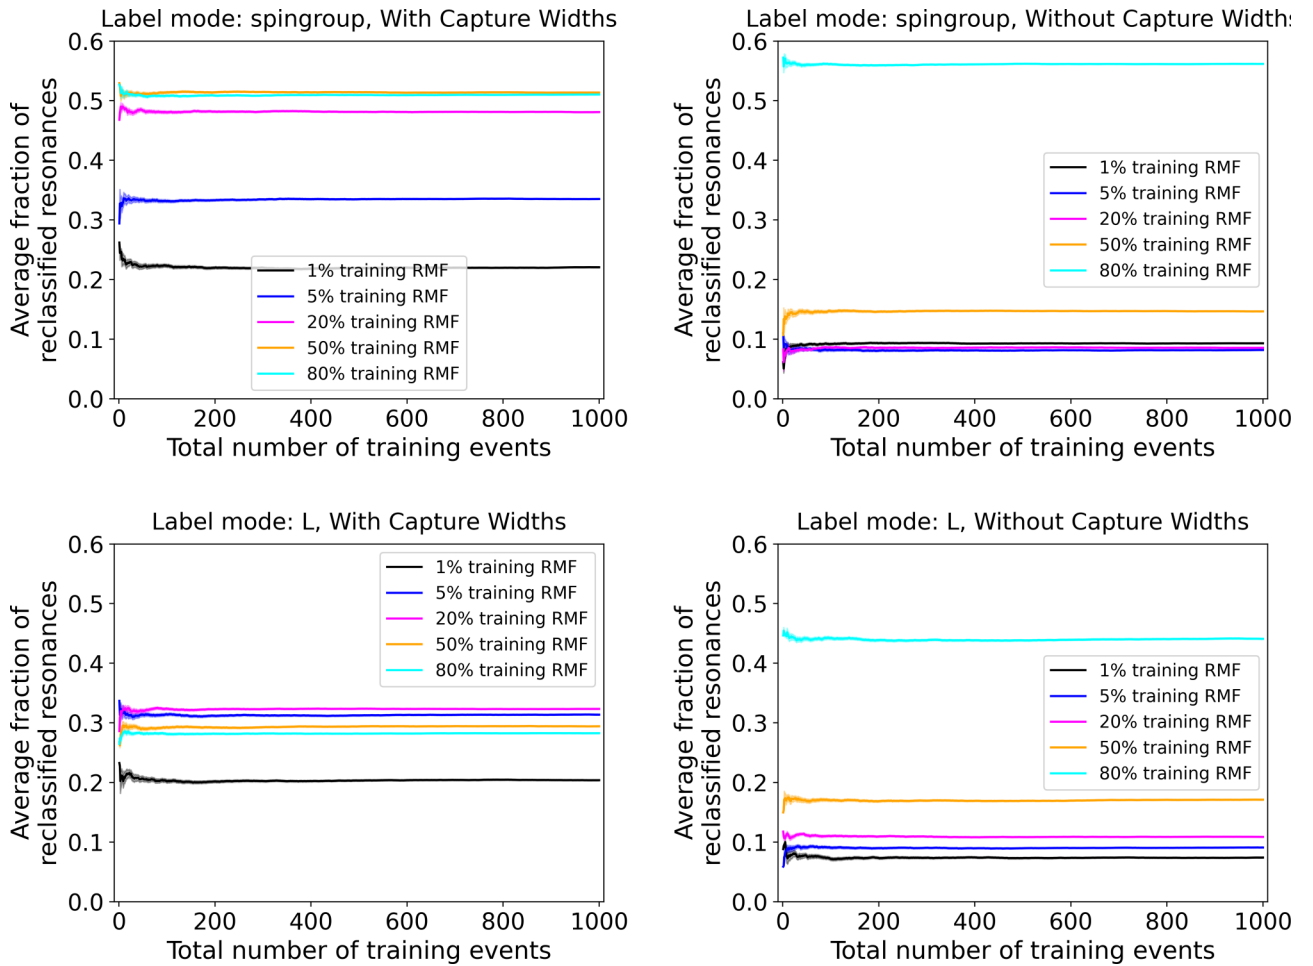 Label mode: spingroup, With Capture Widths
Average fraction of
reclassified resonances
0.6
0.5
0.4
0.3
0.2
0.1
0.0
1% training RMF
5% training RMF
20% training RMF
50% training RMF
80% training RMF
0 200 400 600 800 1000
Total number of training events
Label mode: spingroup, Without Capture Widths
Average fraction of
reclassified resonances
0.6
0.5
0.4
0.3
0.2
0.1
0.0
1% training RMF
5% training RMF
20% training RMF
50% training RMF
80% training RMF
0 200 400 600 800 1000
Total number of training events
Label mode: L, With Capture Widths
Average fraction of
reclassified resonances
0.6
0.5
0.4
0.3
0.2
0.1
0.0
1% training RMF
5% training RMF
20% training RMF
50% training RMF
80% training RMF
0 200 400 600 800 1000
Total number of training events
Label mode: L, Without Capture Widths
Average fraction of
reclassified resonances
0.6
0.5
0.4
0.3
0.2
0.1
0.0
1% training RMF
5% training RMF
20% training RMF
50% training RMF
80% training RMF
0 200 400 600 800 1000
Total number of training events